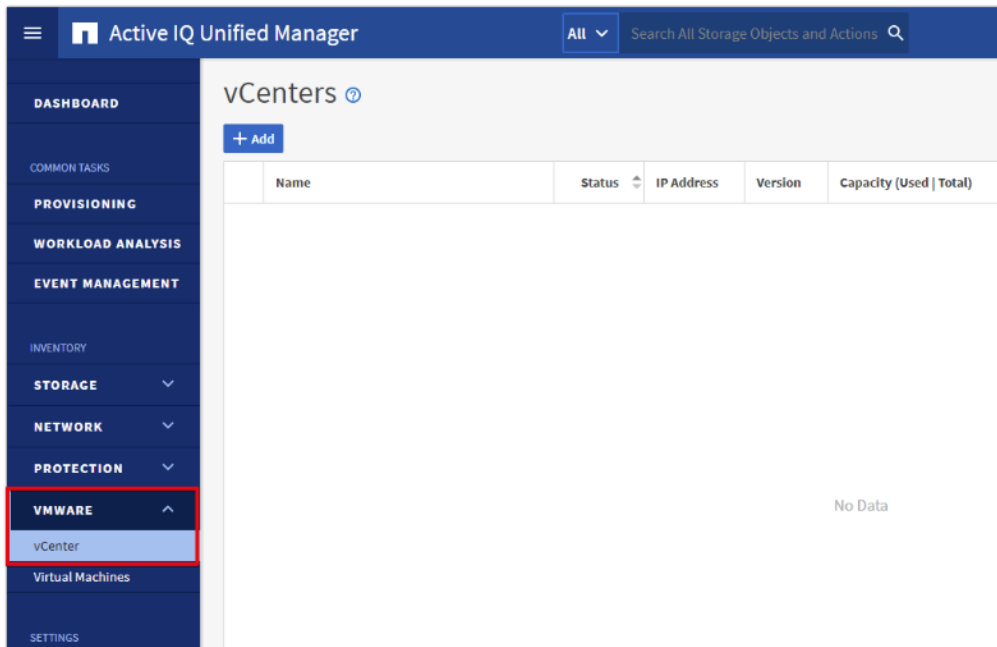 Active IQ Unified Manager
All
Search All Storage Objects and Actions
DASHBOARD
COMMON TASKS
PROVISIONING
WORKLOAD ANALYSIS
EVENT MANAGEMENT
INVENTORY
STORAGE
NETWORK
PROTECTION
VMWARE
vCenter
Virtual Machines
SETTINGS
vCenters ?
+ Add
Name Status IP Address Version Capacity (Used | Total)
No Data